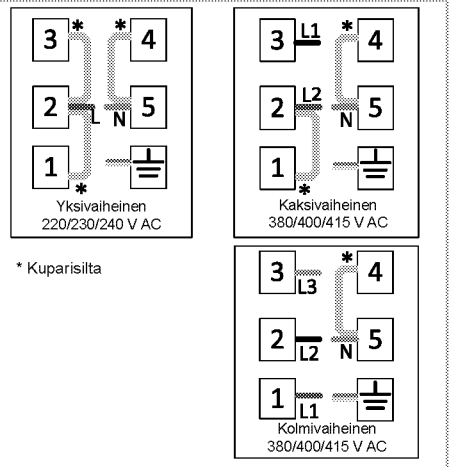 3 * * 4
2 L N 5
1 *
Yksivaiheinen
220/230/240 V AC
3 L1 * 4
2 L2 N 5
1 *
Kaksivaiheinen
380/400/415 V AC
* Kuparisilta
3 L3 * 4
2 L2 N 5
1 L1
Kolmivaiheinen
380/400/415 V AC